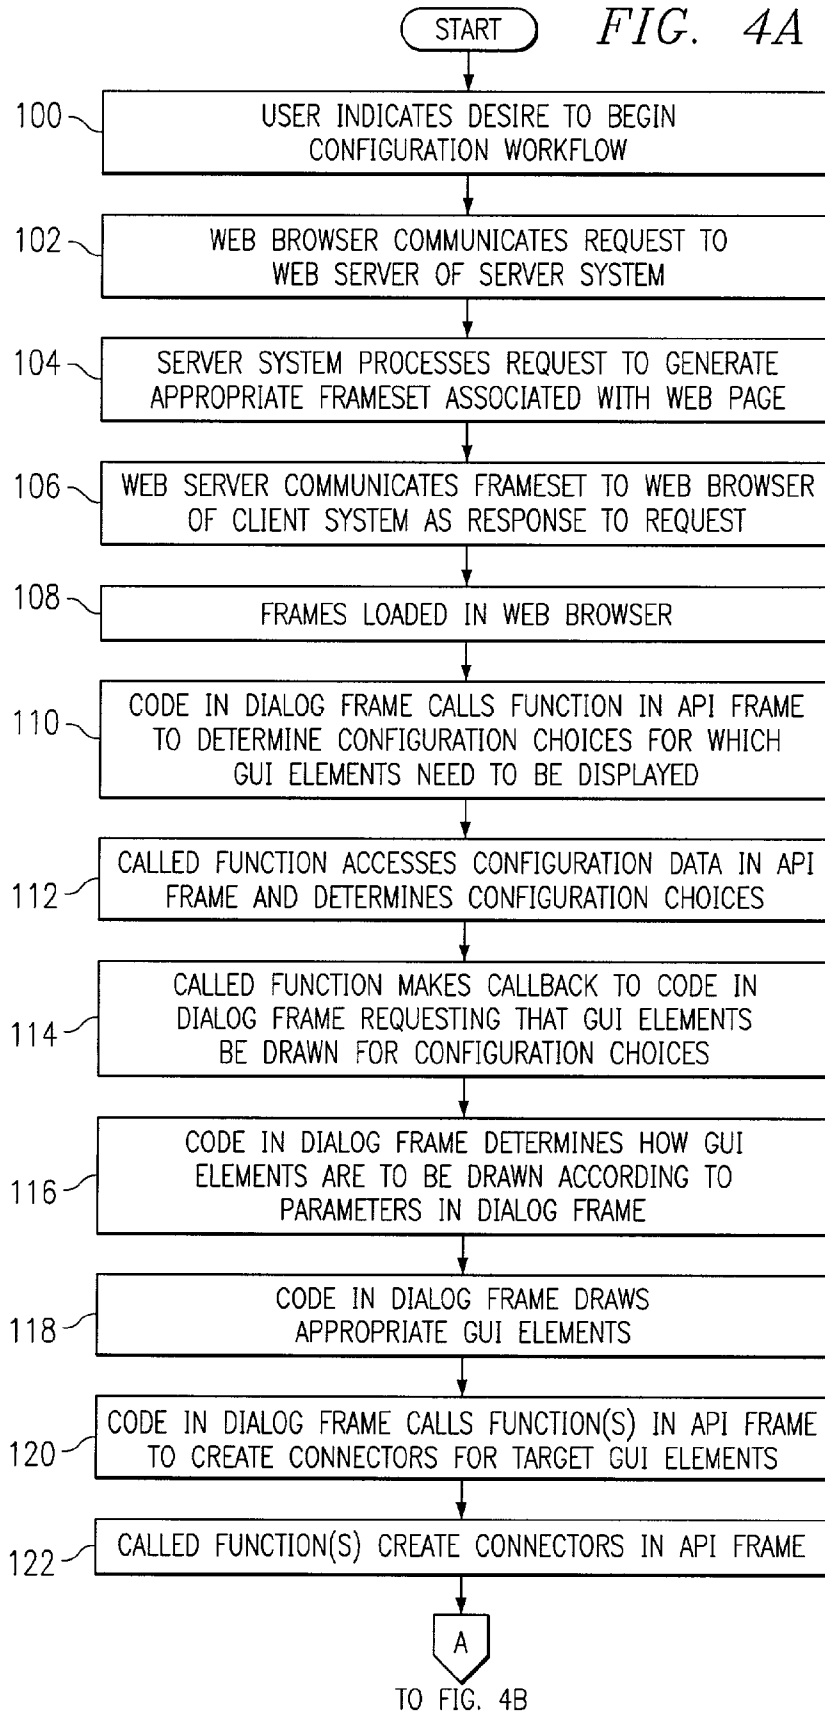 START
FIG. 4A
100
USER INDICATES DESIRE TO BEGIN
CONFIGURATION WORKFLOW
102
WEB BROWSER COMMUNICATES REQUEST TO
WEB SERVER OF SERVER SYSTEM
104
SERVER SYSTEM PROCESSES REQUEST TO GENERATE
APPROPRIATE FRAMESET ASSOCIATED WITH WEB PAGE
106
WEB SERVER COMMUNICATES FRAMESET TO WEB BROWSER
OF CLIENT SYSTEM AS RESPONSE TO REQUEST
108
FRAMES LOADED IN WEB BROWSER
110
CODE IN DIALOG FRAME CALLS FUNCTION IN API FRAME
TO DETERMINE CONFIGURATION CHOICES FOR WHICH
GUI ELEMENTS NEED TO BE DISPLAYED
112
CALLED FUNCTION ACCESSES CONFIGURATION DATA IN API
FRAME AND DETERMINES CONFIGURATION CHOICES
114
CALLED FUNCTION MAKES CALLBACK TO CODE IN
DIALOG FRAME REQUESTING THAT GUI ELEMENTS
BE DRAWN FOR CONFIGURATION CHOICES
116
CODE IN DIALOG FRAME DETERMINES HOW GUI
ELEMENTS ARE TO BE DRAWN ACCORDING TO
PARAMETERS IN DIALOG FRAME
118
CODE IN DIALOG FRAME DRAWS
APPROPRIATE GUI ELEMENTS
120
CODE IN DIALOG FRAME CALLS FUNCTION(S) IN API FRAME
TO CREATE CONNECTORS FOR TARGET GUI ELEMENTS
122
CALLED FUNCTION(S) CREATE CONNECTORS IN API FRAME
A
TO FIG. 4B